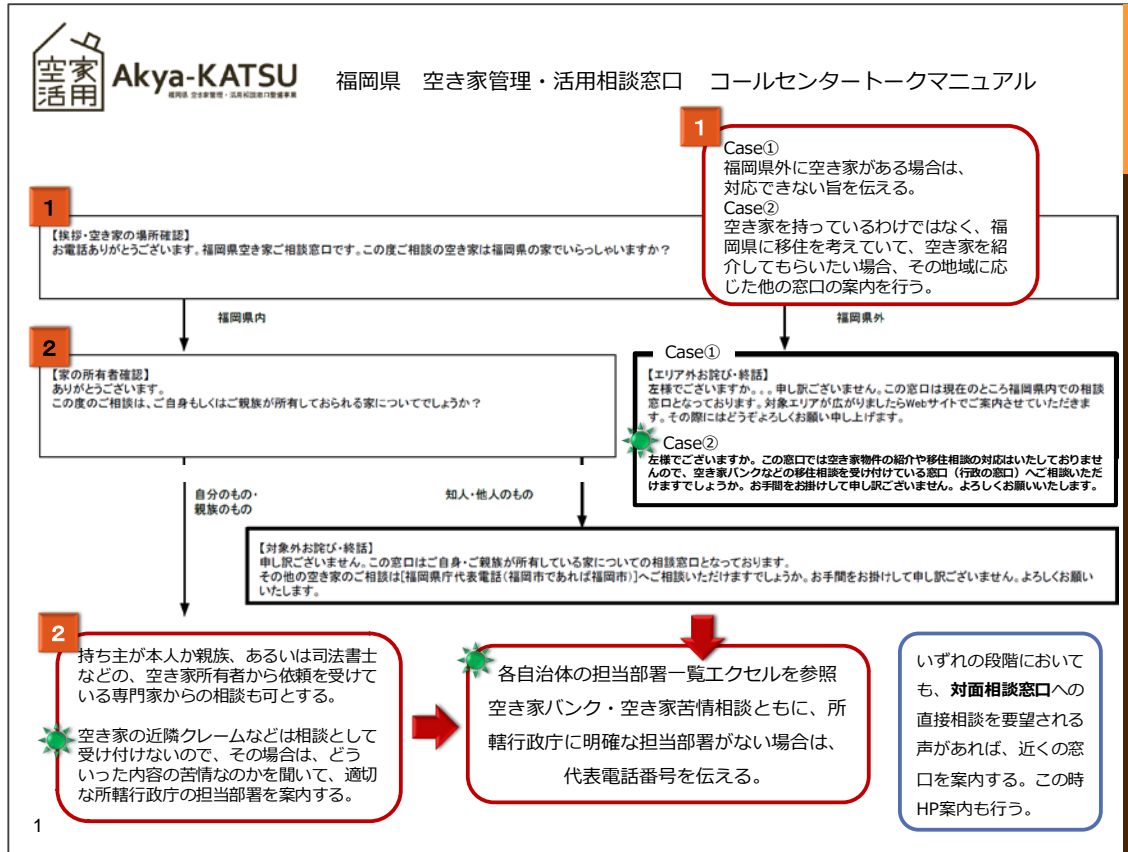 空家
活用
Akya-KATSU
福岡県 空き家管理・活用相談窓口整備事業
福岡県　空き家管理・活用相談窓口　コールセンタートークマニュアル
1
Case①
福岡県外に空き家がある場合は、
対応できない旨を伝える。
Case②
空き家を持っているわけではなく、福
岡県に移住を考えていて、空き家を紹
介してもらいたい場合、その地域に応
じた他の窓口の案内を行う。
1
【挨拶・空き家の場所確認】
お電話ありがとうございます。福岡県空き家ご相談窓口です。この度ご相談の空き家は福岡県の家でいらっしゃいますか？
福岡県内
福岡県外
2
【家の所有者確認】
ありがとうございます。
この度のご相談は、ご自身もしくはご親族が所有しておられる家についてでしょうか？
Case①
【エリア外お詫び・終話】
左様でございますか。。。申し訳ございません。この窓口は現在のところ福岡県内での相談
窓口となっております。対象エリアが広がりましたらWebサイトでご案内させていただきま
す。その際にはどうぞよろしくお願い申し上げます。
Case②
左様でございますか。この窓口では空き家物件の紹介や移住相談の対応はいたしておりませ
んので、空き家バンクなどの移住相談を受け付けている窓口（行政の窓口）へご相談いただ
けますでしょうか。お手間をお掛けして申し訳ございません。よろしくお願いいたします。
自分のもの・
親族のもの
知人・他人のもの
【対象外お詫び・終話】
申し訳ございません。この窓口はご自身・ご親族が所有している家についての相談窓口となっております。
その他の空き家のご相談は[福岡県庁代表電話（福岡市であれば福岡市）]へご相談いただけますでしょうか。お手間をお掛けして申し訳ございません。よろしくお願い
いたします。
2
持ち主が本人か親族、あるいは司法書士
などの、空き家所有者から依頼を受けて
いる専門家からの相談も可とする。
空き家の近隣クレームなどは相談として
受け付けないので、その場合は、どう
いった内容の苦情なのかを聞いて、適切
な所轄行政庁の担当部署を案内する。
各自治体の担当部署一覧エクセルを参照
空き家バンク・空き家苦情相談ともに、所
轄行政庁に明確な担当部署がない場合は、
代表電話番号を伝える。
いずれの段階において
も、対面相談窓口への
直接相談を要望される
声があれば、近くの窓
口を案内する。この時
HP案内も行う。
1